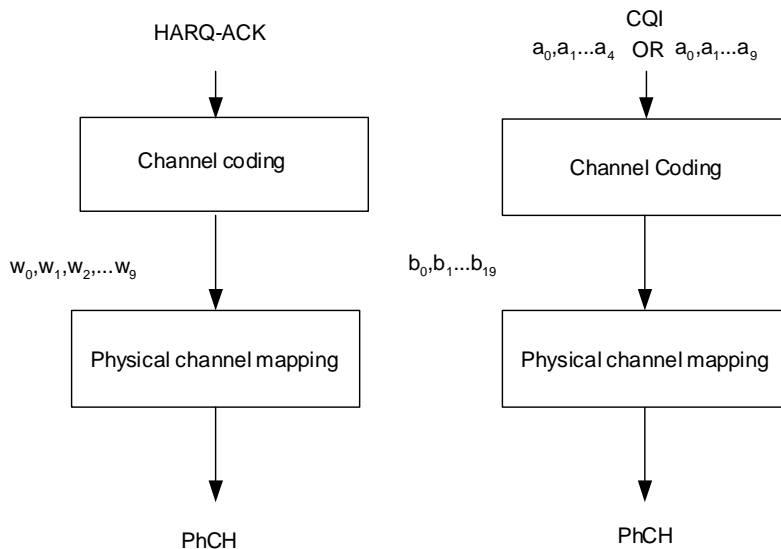 HARQ-ACK
Channel coding
w0,w1,w2,...w9
Physical channel mapping
PhCH
CQI
a0,a1...a4 OR a0,a1...a9
Channel Coding
b0,b1...b19
Physical channel mapping
PhCH